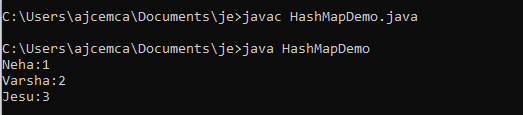 C:\Users\ajcemca\Documents\je>javac HashMapDemo.java
C:\Users\ajcemca\Documents\je>java HashMapDemo
Neha:1
Varsha:2
Jesu:3